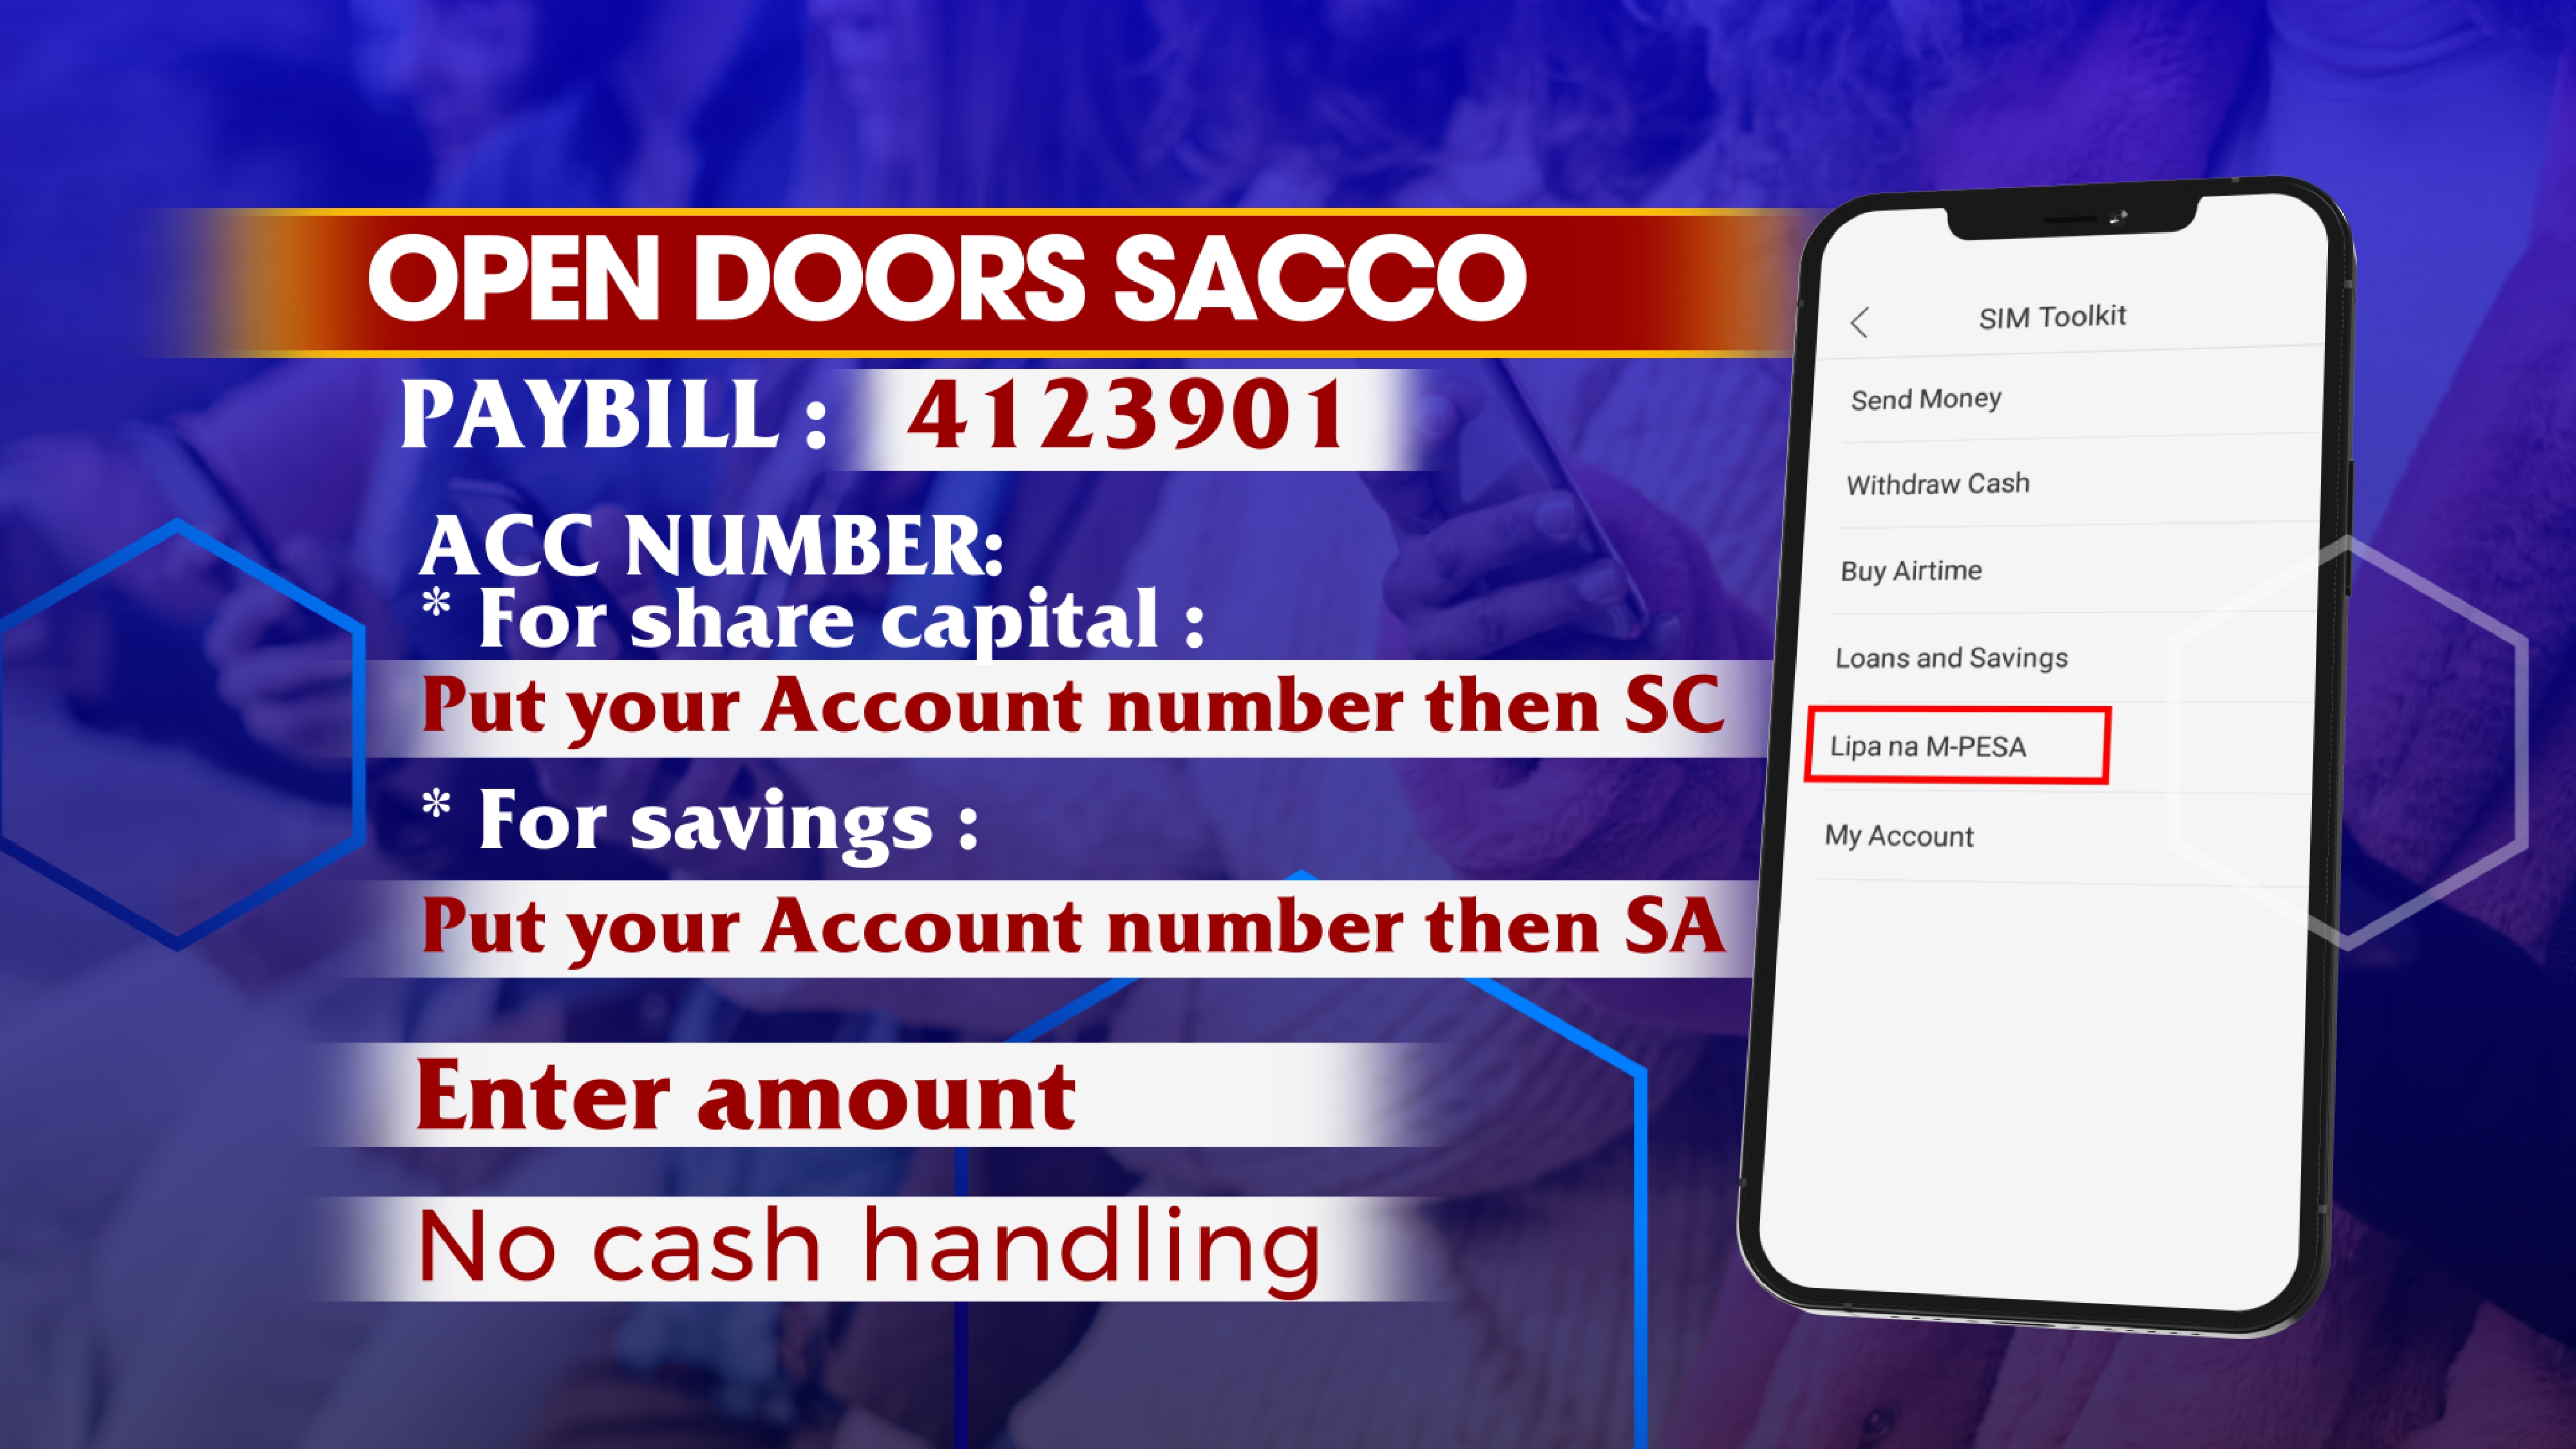 OPEN DOORS SACCO
PAYBILL : 4123901
ACC NUMBER:
* For share capital :
Put your Account number then SC
* For savings :
Put your Account number then SA
Enter amount
No cash handling
SIM Toolkit
Send Money
Withdraw Cash
Buy Airtime
Loans and Savings
Lipa na M-PESA
My Account